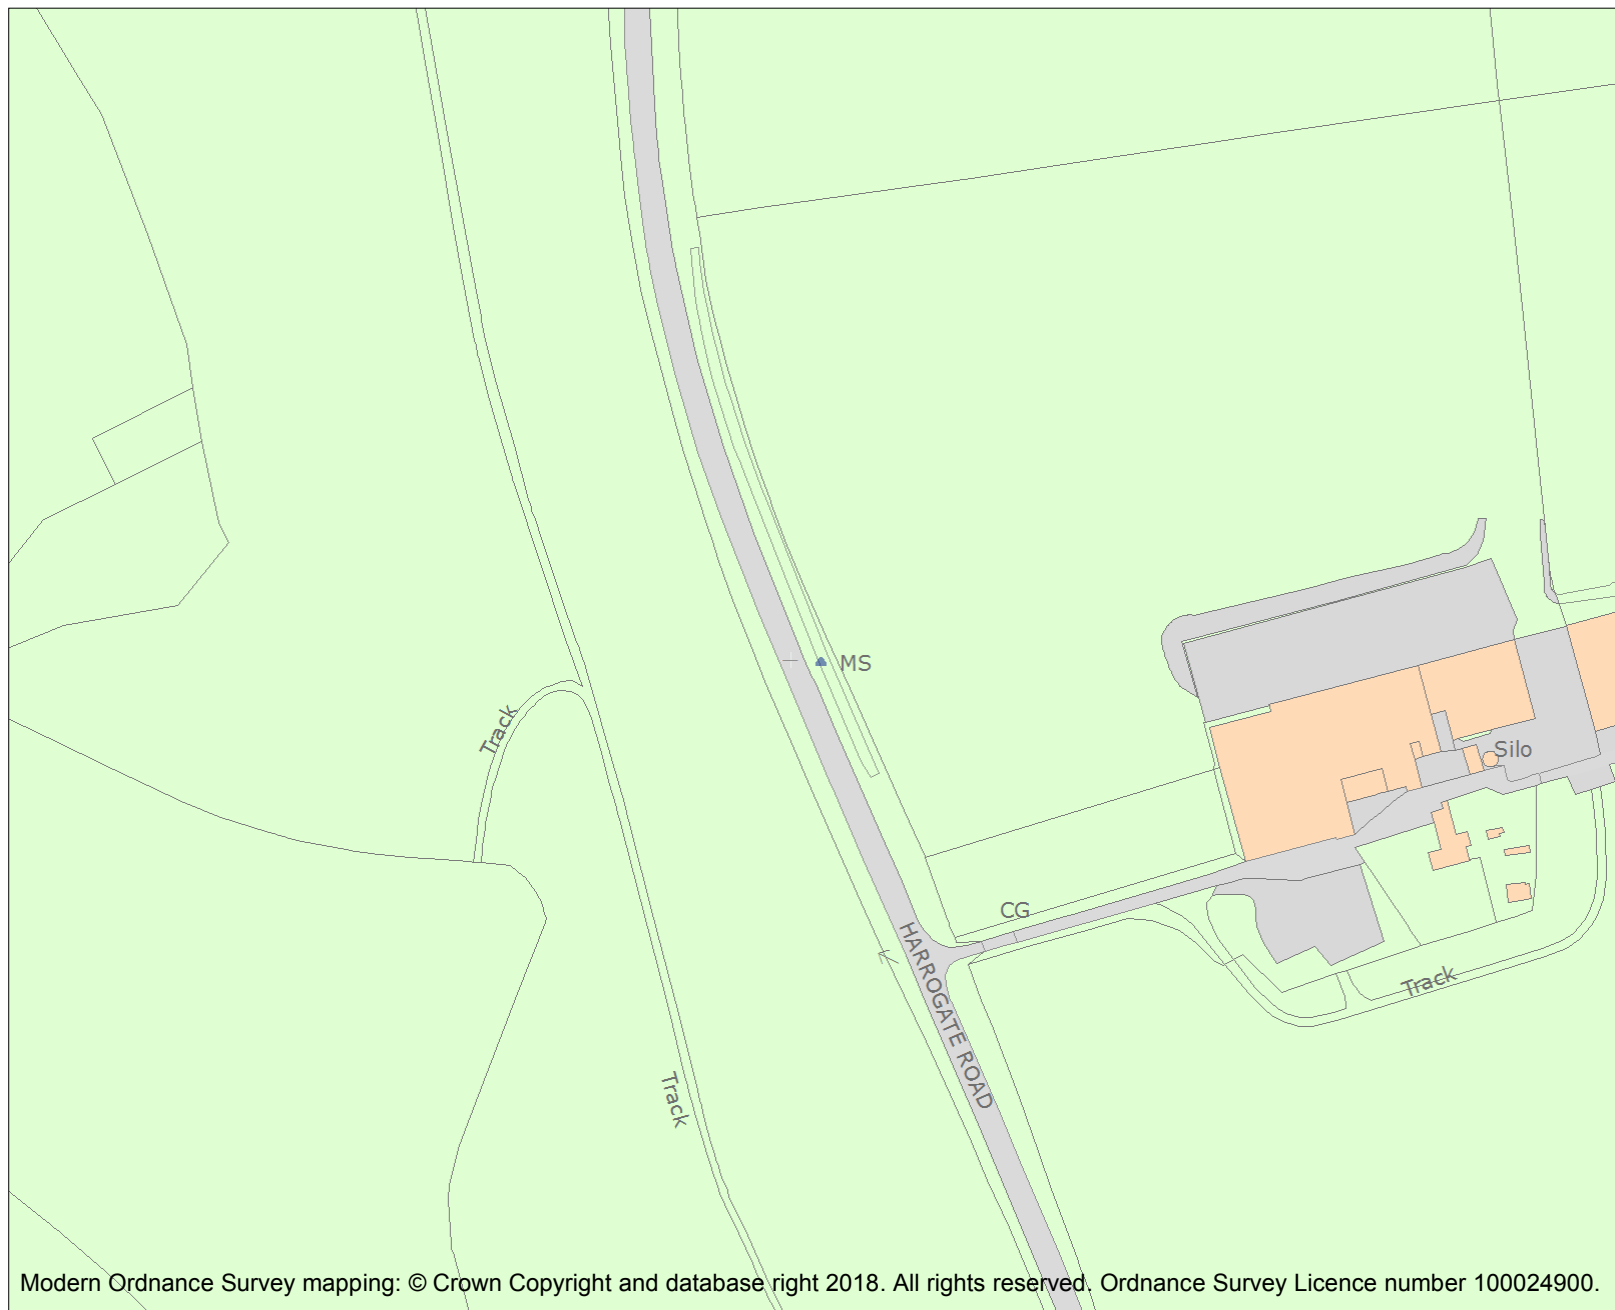 MS
Track
Silo
CG
HARROGATE ROAD
Track
Track
Modern Ordnance Survey mapping: © Crown Copyright and database right 2018. All rights reserved. Ordnance Survey Licence number 100024900.